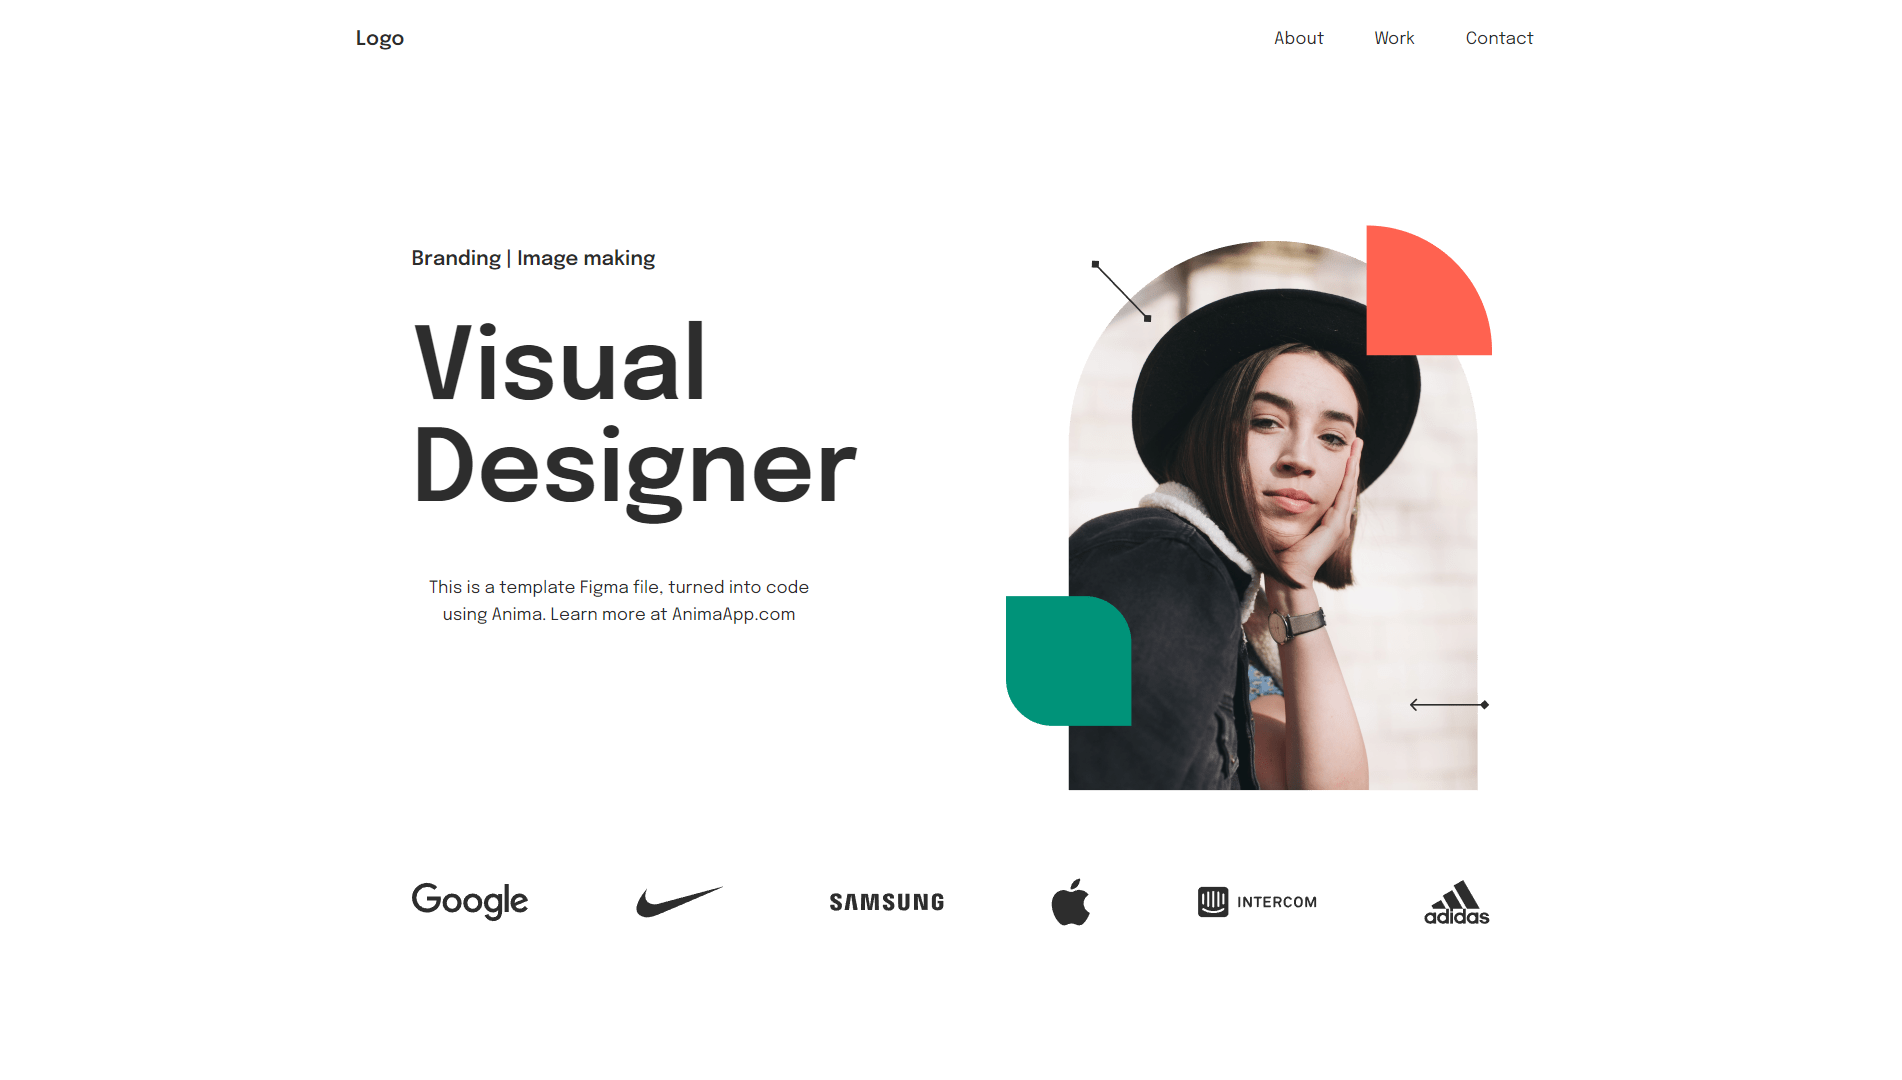 Logo
About Work Contact
Branding | Image making
Visual
Designer
This is a template Figma file, turned into code
using Anima. Learn more at AnimaApp.com
Google SAMSUNG INTERCOM adidas